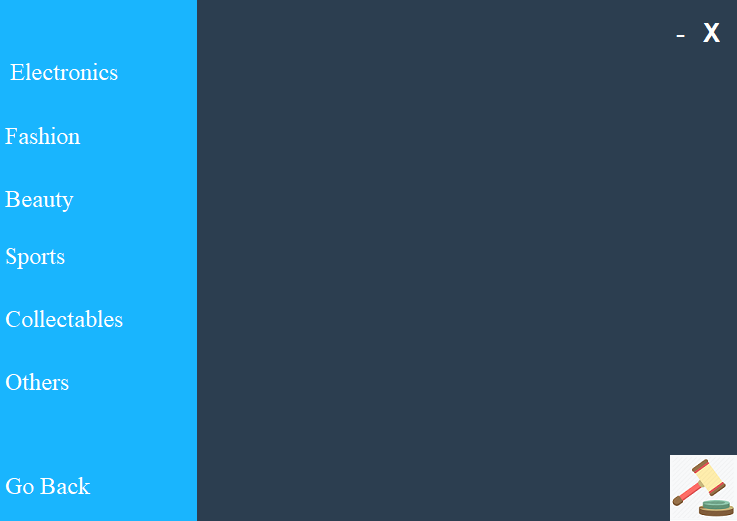 - X
Electronics
Fashion
Beauty
Sports
Collectables
Others
Go Back